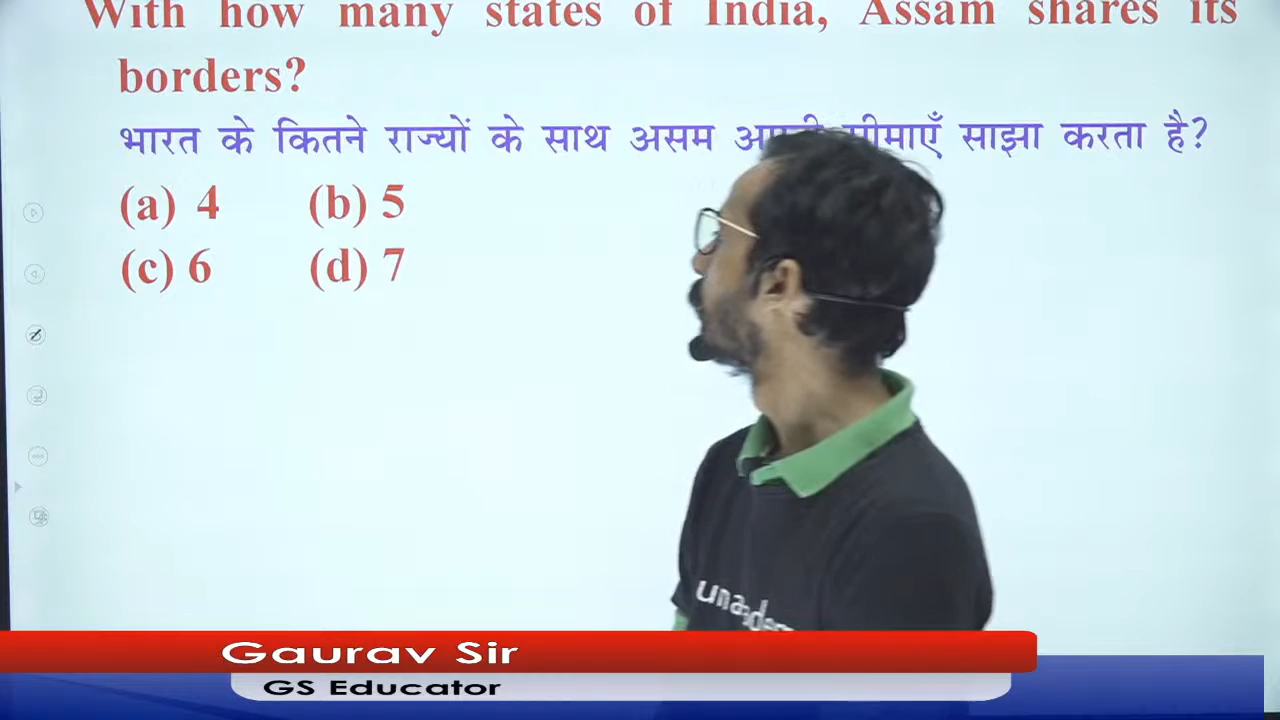 With how many states of India, Assam shares its
borders?
भारत के कितने राज्यों के साथ असम अपनी सीमाएँ साझा करता है?
(a) 4 (b) 5
(c) 6 (d) 7
Gaurav Sir
GS Educator